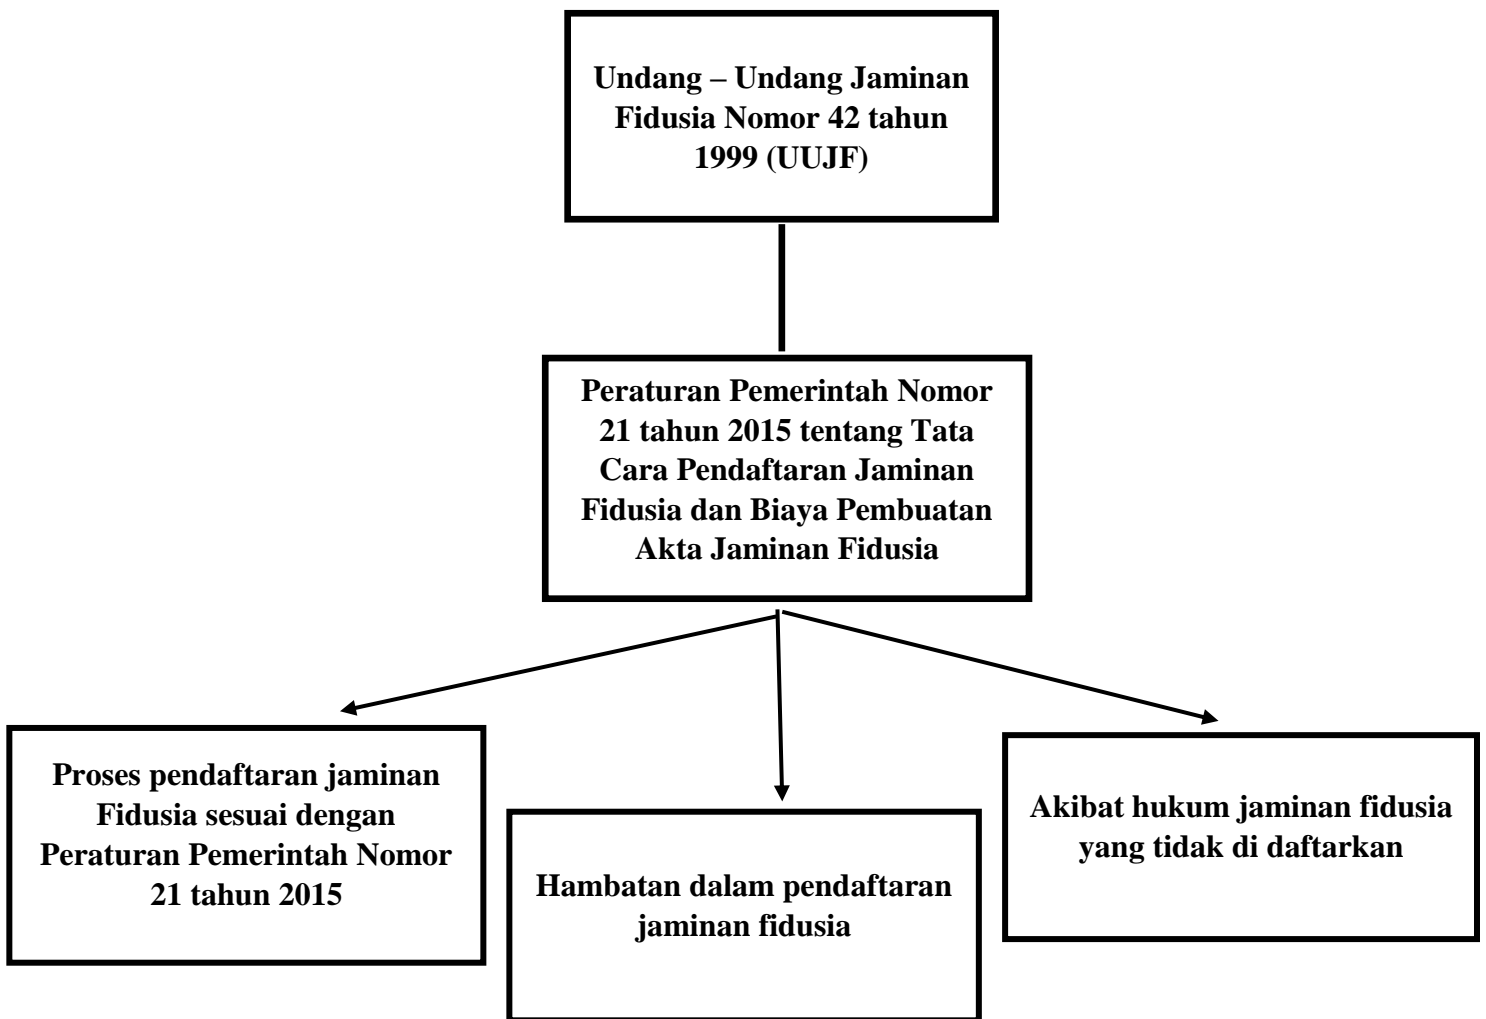 Undang – Undang Jaminan
Fidusia Nomor 42 tahun
1999 (UUJF)
Peraturan Pemerintah Nomor
21 tahun 2015 tentang Tata
Cara Pendaftaran Jaminan
Fidusia dan Biaya Pembuatan
Akta Jaminan Fidusia
Proses pendaftaran jaminan
Fidusia sesuai dengan
Peraturan Pemerintah Nomor
21 tahun 2015
Hambatan dalam pendaftaran
jaminan fidusia
Akibat hukum jaminan fidusia
yang tidak di daftarkan